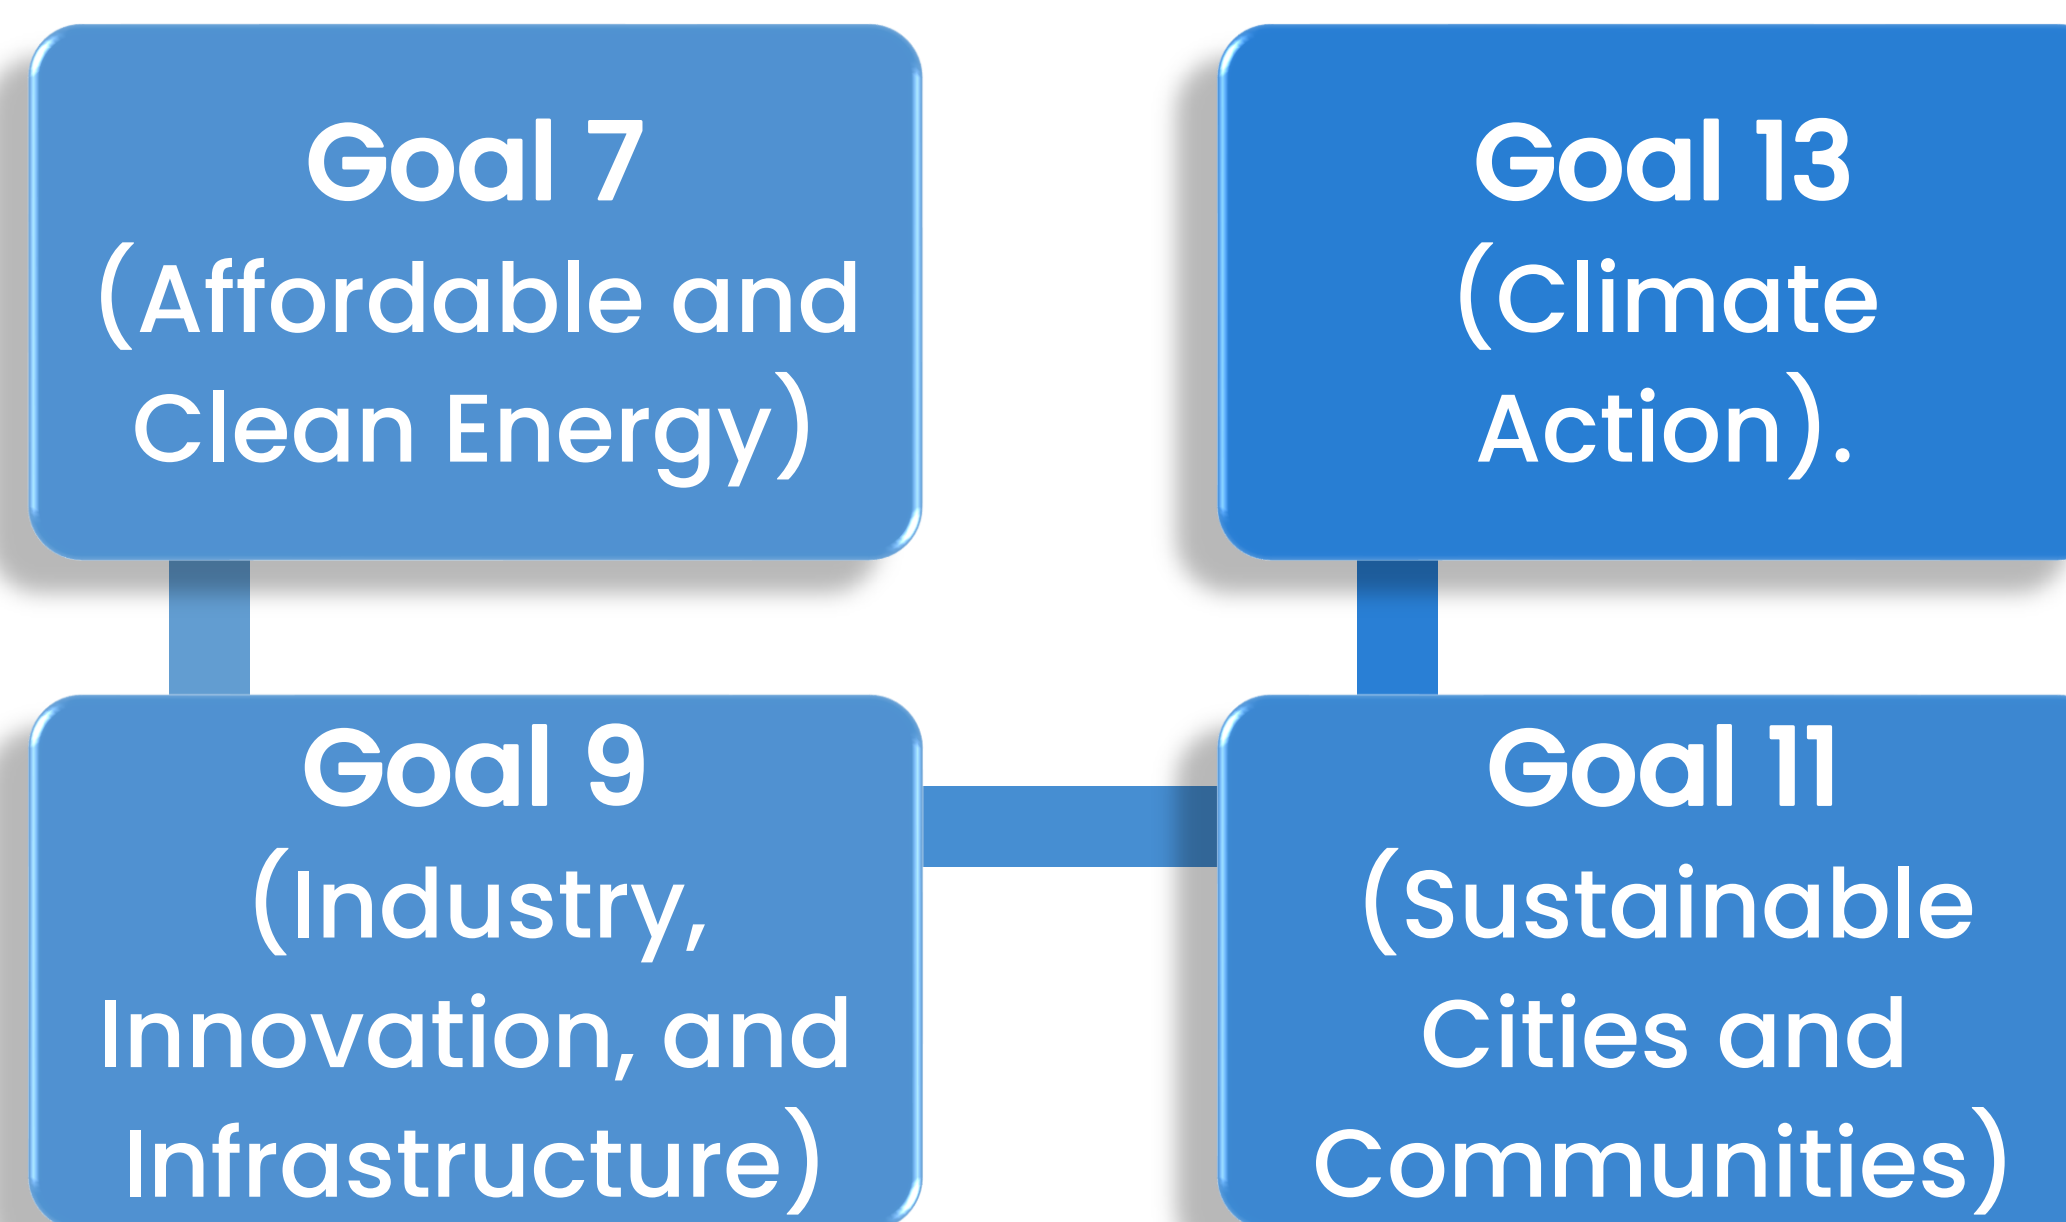 Goal 7
(Affordable and
Clean Energy)
Goal 9
(Industry,
Innovation, and
Infrastructure)
Goal 11
(Sustainable
Cities and
Communities)
Goal 13
(Climate
Action).